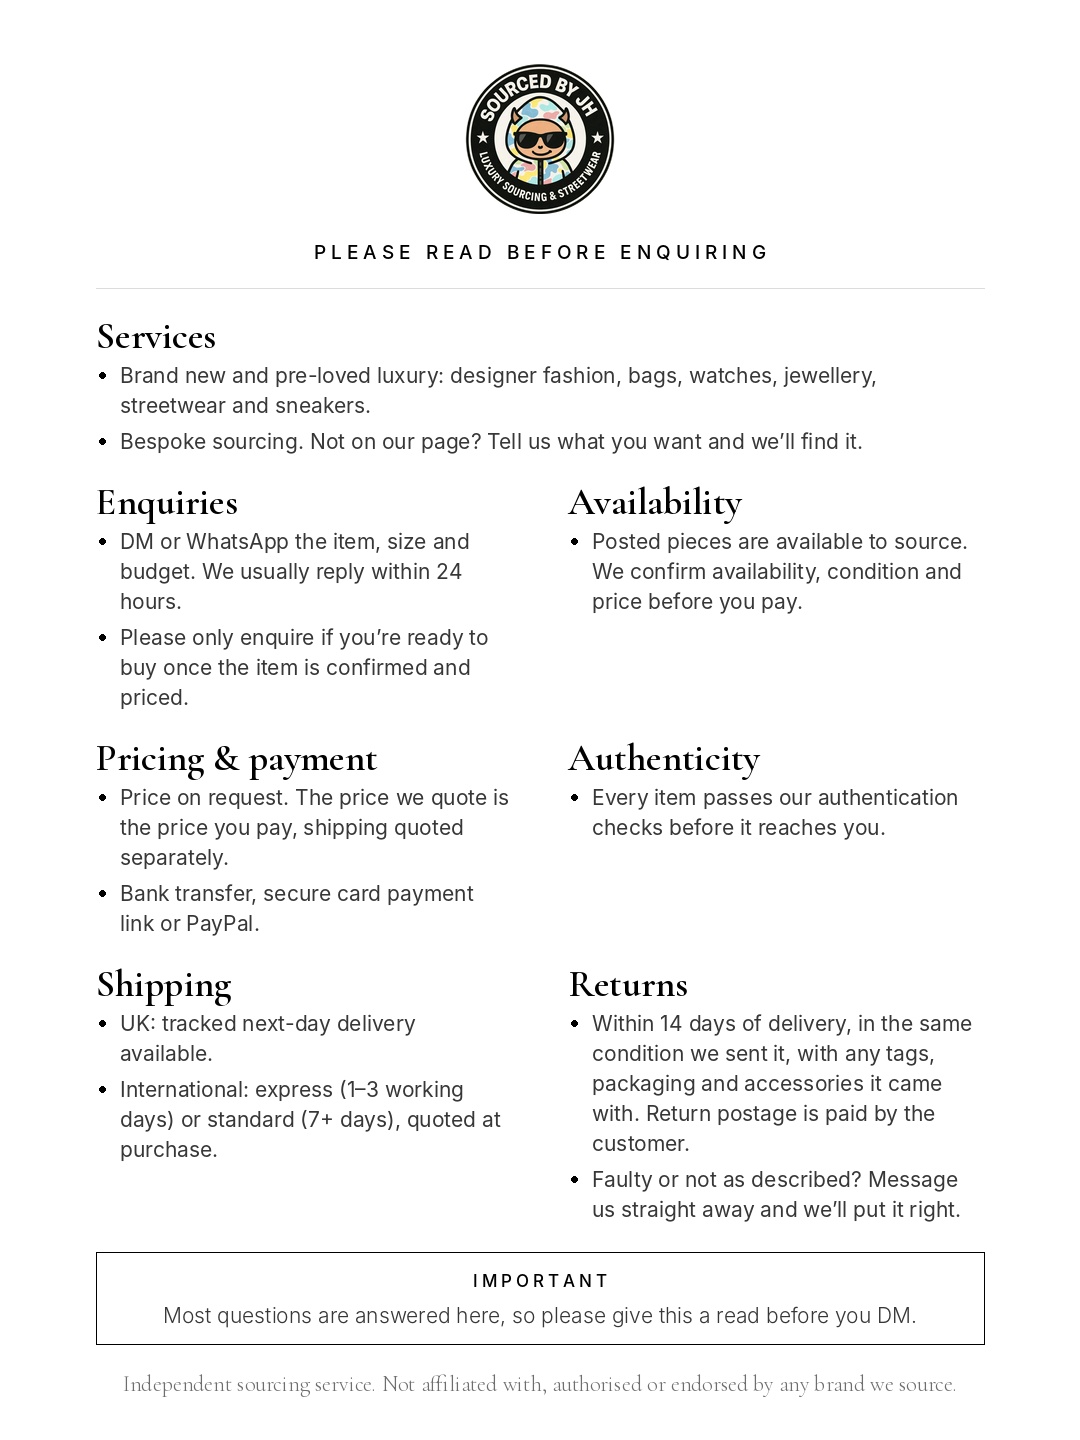 SOURCED BY JH
LUXURY SOURCING & STREETWEAR
PLEASE READ BEFORE ENQUIRING
Services
• Brand new and pre-loved luxury: designer fashion, bags, watches, jewellery,
streetwear and sneakers.
• Bespoke sourcing. Not on our page? Tell us what you want and we’ll find it.
Enquiries
• DM or WhatsApp the item, size and
budget. We usually reply within 24
hours.
• Please only enquire if you’re ready to
buy once the item is confirmed and
priced.
Availability
• Posted pieces are available to source.
We confirm availability, condition and
price before you pay.
Pricing & payment
• Price on request. The price we quote is
the price you pay, shipping quoted
separately.
• Bank transfer, secure card payment
link or PayPal.
Authenticity
• Every item passes our authentication
checks before it reaches you.
Shipping
• UK: tracked next-day delivery
available.
• International: express (1–3 working
days) or standard (7+ days), quoted at
purchase.
Returns
• Within 14 days of delivery, in the same
condition we sent it, with any tags,
packaging and accessories it came
with. Return postage is paid by the
customer.
• Faulty or not as described? Message
us straight away and we’ll put it right.
IMPORTANT
Most questions are answered here, so please give this a read before you DM.
Independent sourcing service. Not affiliated with, authorised or endorsed by any brand we source.